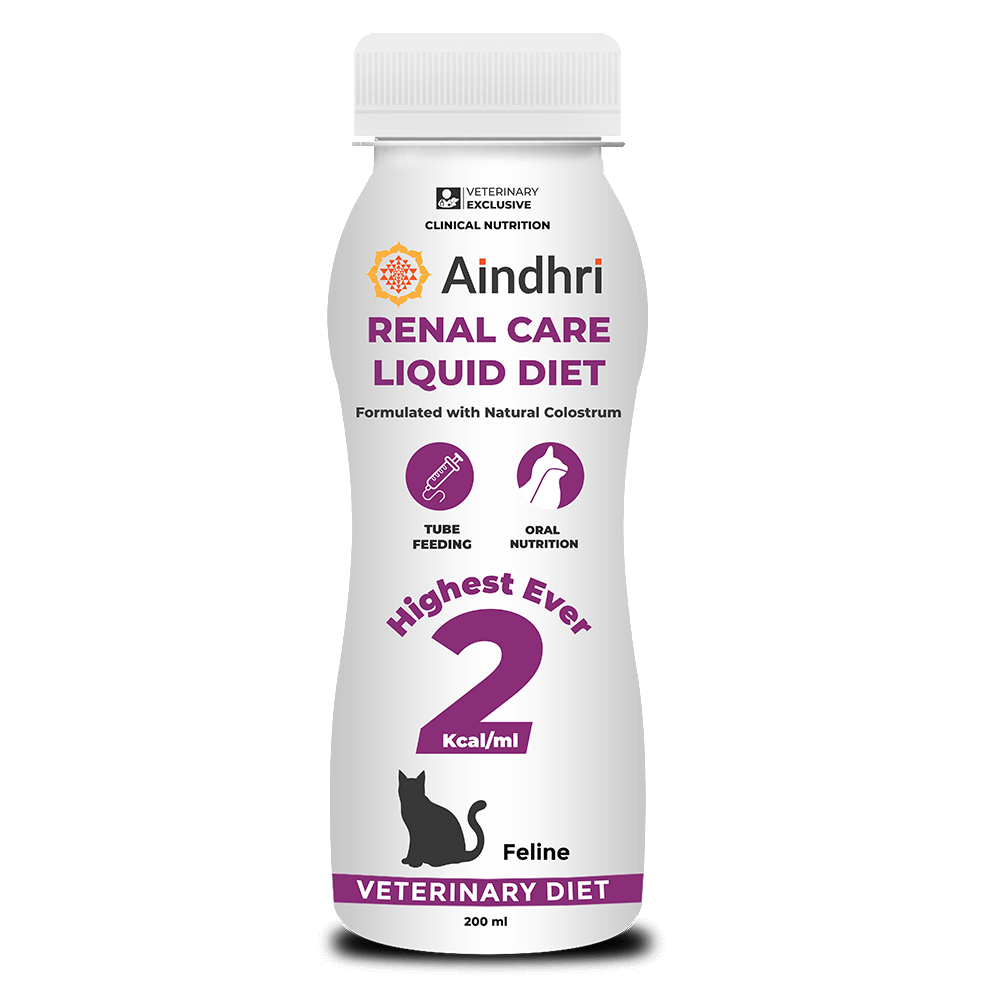 VETERINARY
EXCLUSIVE
CLINICAL NUTRITION
Aindhri
RENAL CARE
LIQUID DIET
Formulated with Natural Colostrum
TUBE
FEEDING
ORAL
NUTRITION
Highest Ever
2
Kcal/ml
Feline
VETERINARY DIET
200 ml